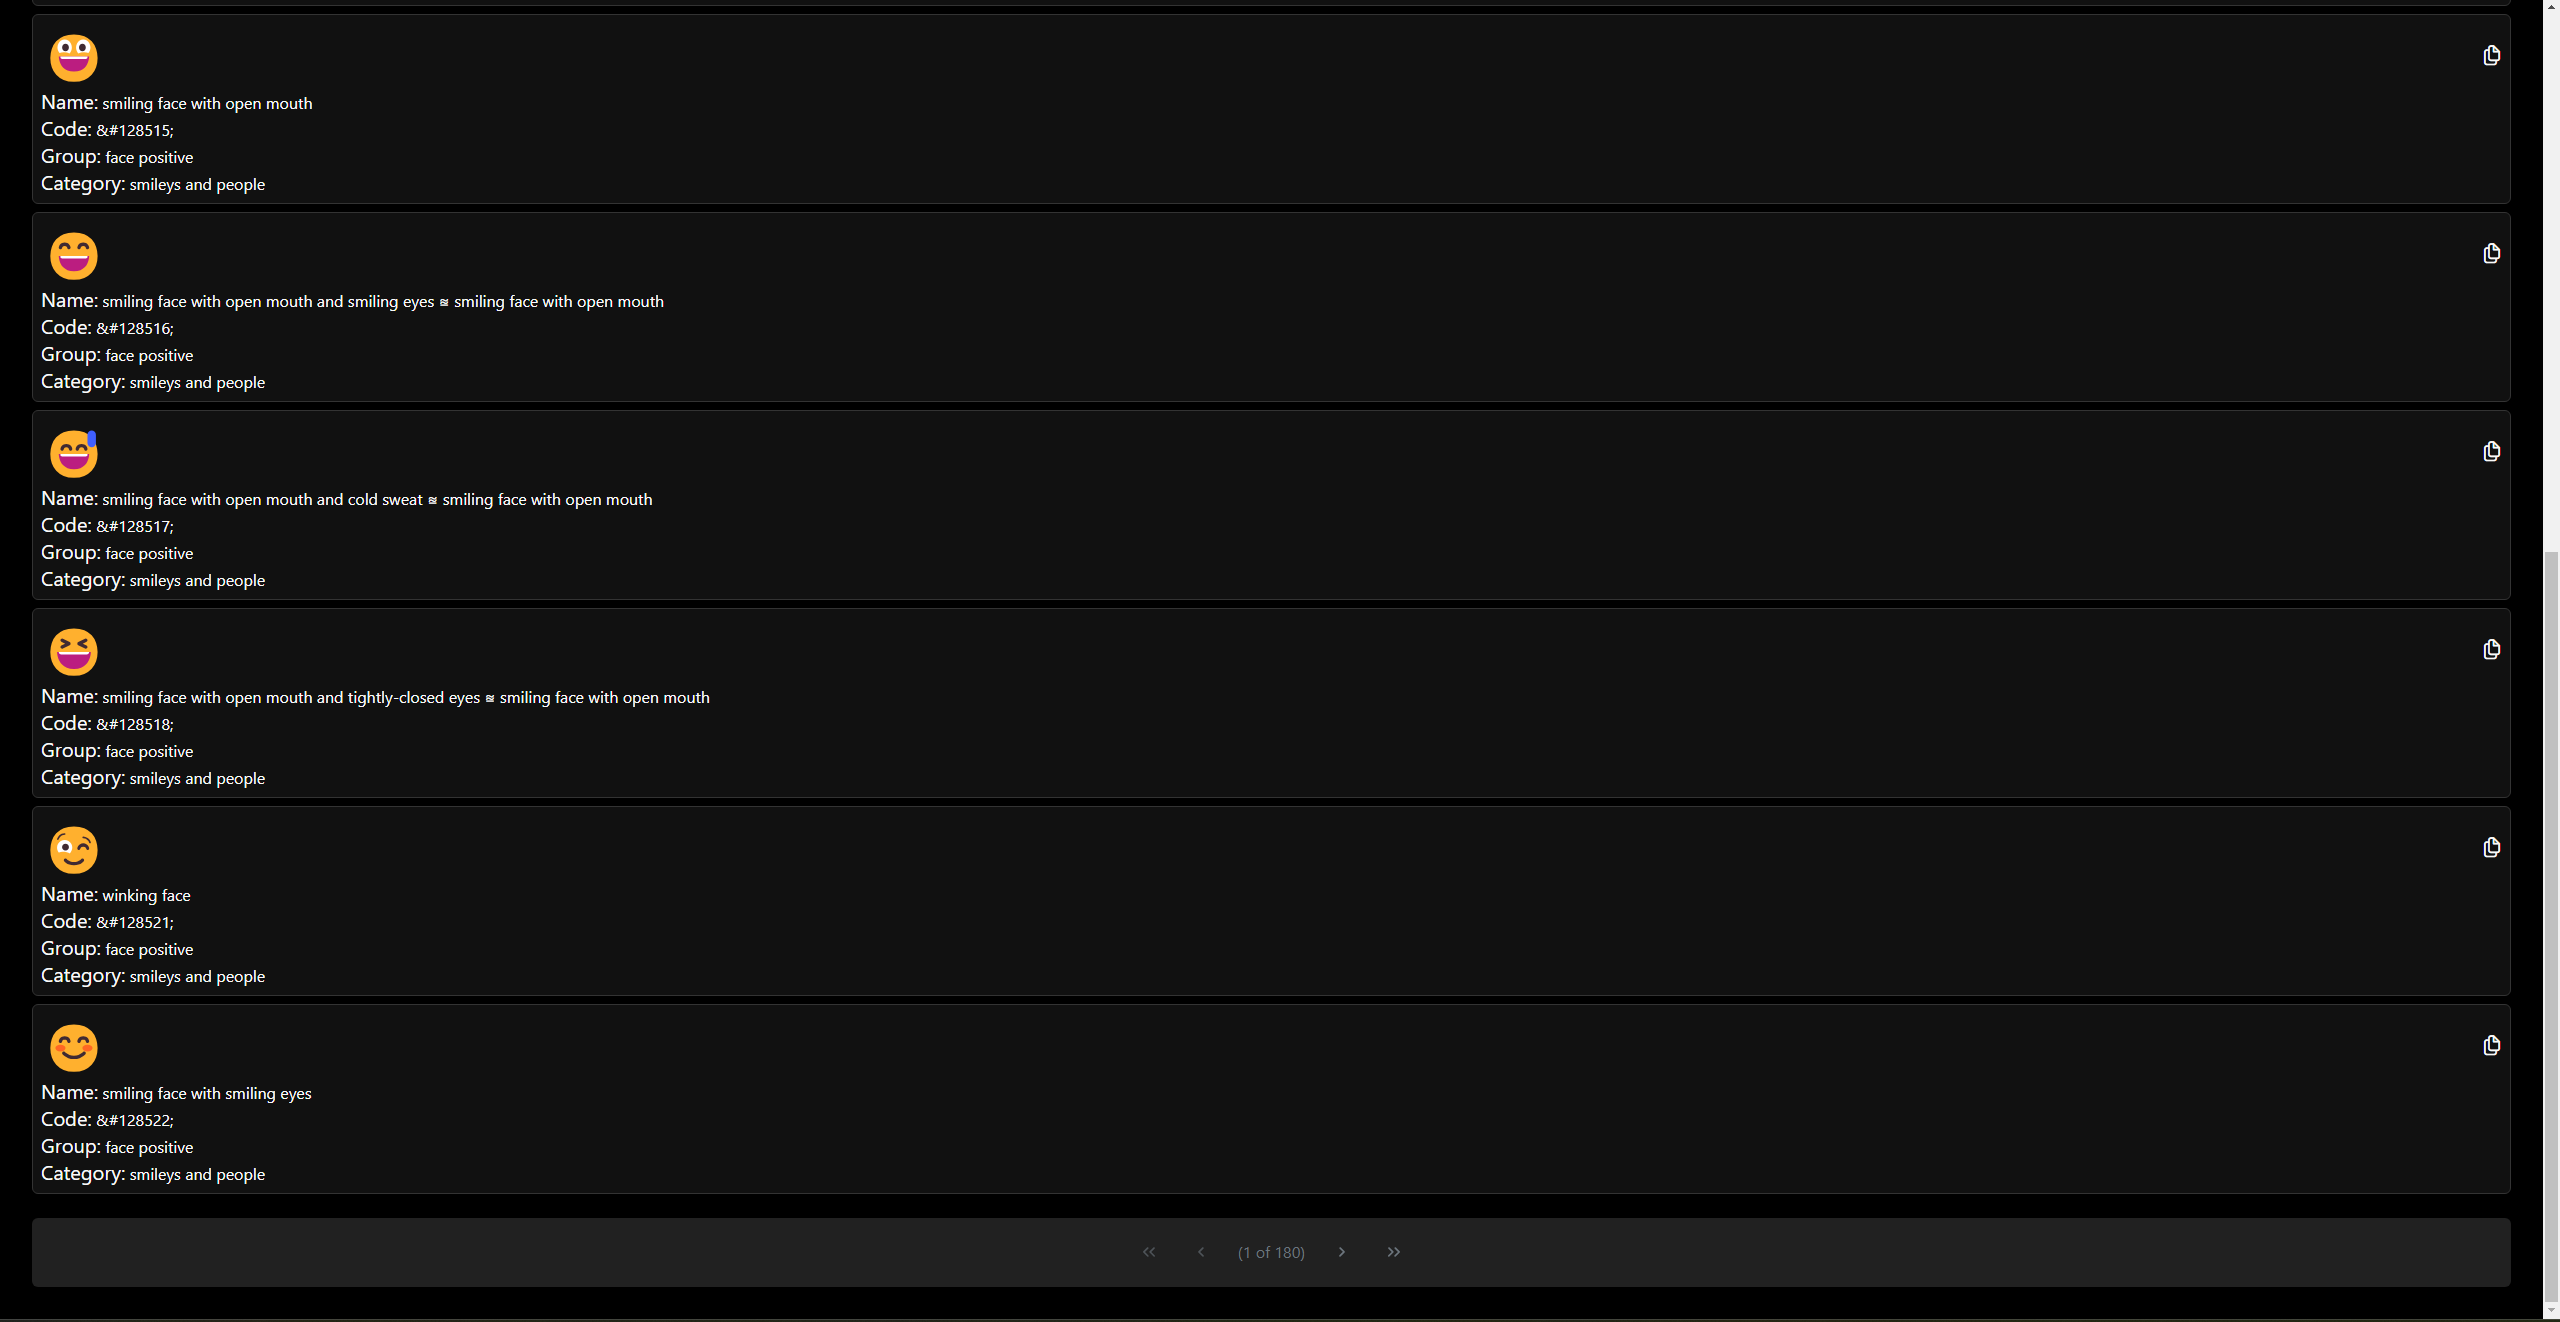 Name: smiling face with open mouth
Code: &#128515;
Group: face positive
Category: smileys and people
Name: smiling face with open mouth and smiling eyes ≊ smiling face with open mouth
Code: &#128516;
Group: face positive
Category: smileys and people
Name: smiling face with open mouth and cold sweat ≊ smiling face with open mouth
Code: &#128517;
Group: face positive
Category: smileys and people
Name: smiling face with open mouth and tightly-closed eyes ≊ smiling face with open mouth
Code: &#128518;
Group: face positive
Category: smileys and people
Name: winking face
Code: &#128521;
Group: face positive
Category: smileys and people
Name: smiling face with smiling eyes
Code: &#128522;
Group: face positive
Category: smileys and people
(1 of 180)